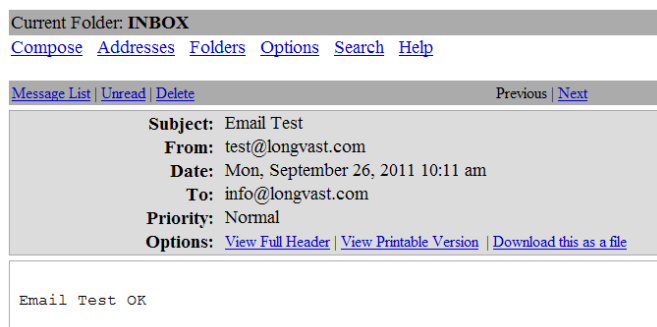 Current Folder: INBOX
Compose Addresses Folders Options Search Help
Message List | Unread | Delete Previous | Next
Subject: Email Test
From: test@longvast.com
Date: Mon, September 26, 2011 10:11 am
To: info@longvast.com
Priority: Normal
Options: View Full Header | View Printable Version | Download this as a file
Email Test OK